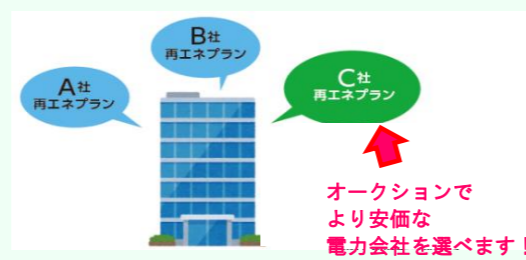 A社
再エネプラン
B社
再エネプラン
C社
再エネプラン
オークションで
より安価な
電力会社を選べます！